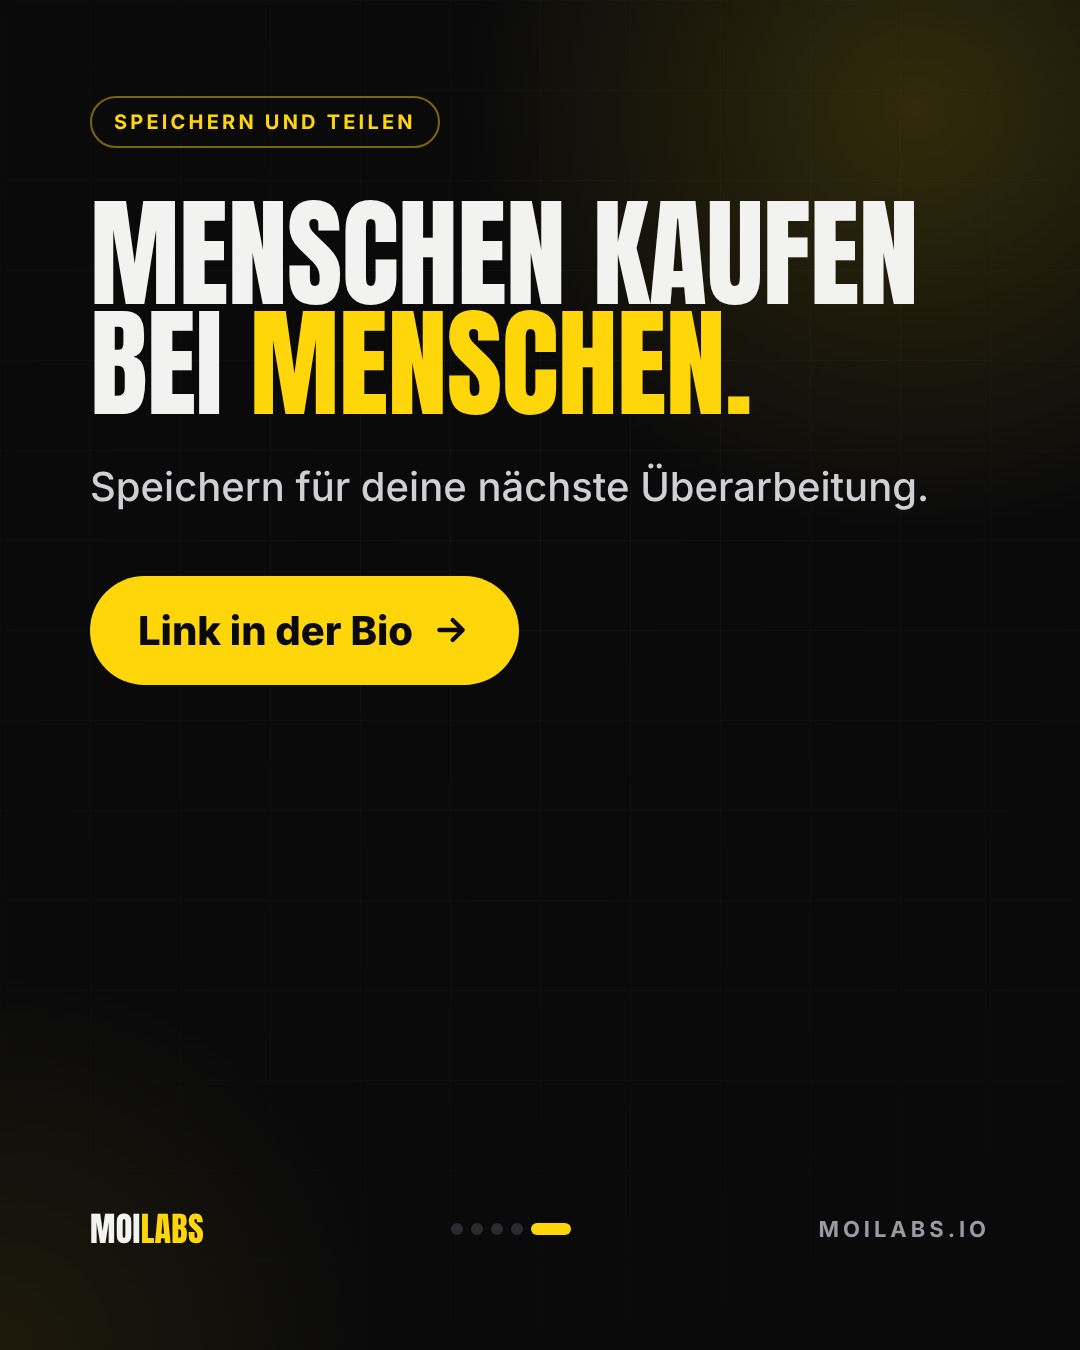 SPEICHERN UND TEILEN
MENSCHEN KAUFEN
BEI MENSCHEN.
Speichern für deine nächste Überarbeitung.
Link in der Bio →
MOILABS
MOILABS.IO